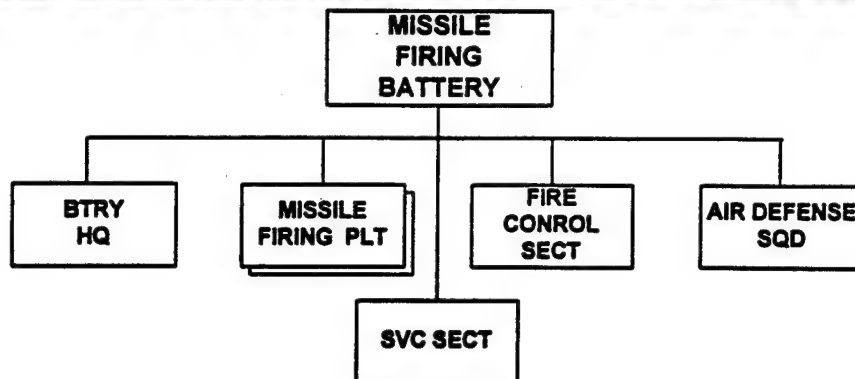 MISSILE
FIRING
BATTERY
BTRY
HQ
MISSILE
FIRING PLT
FIRE
CONROL
SECT
AIR DEFENSE
SQD
SVC SECT